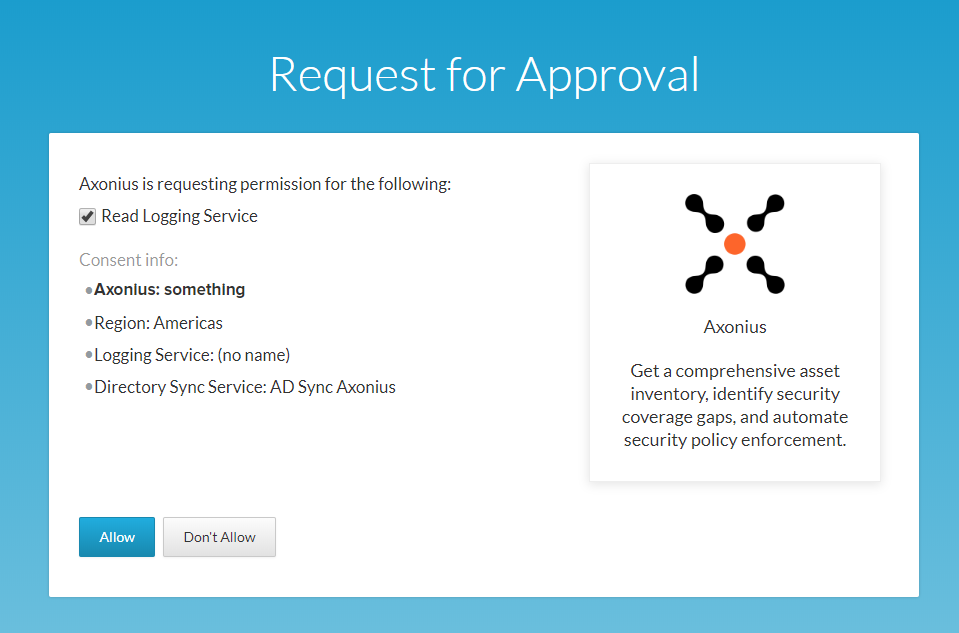 Request for Approval
Axonius is requesting permission for the following:
Read Logging Service
Consent info:
Axonius: something
Region: Americas
Logging Service: (no name)
Directory Sync Service: AD Sync Axonius
Allow
Don't Allow
Axonius
Get a comprehensive asset
inventory, identify security
coverage gaps, and automate
security policy enforcement.